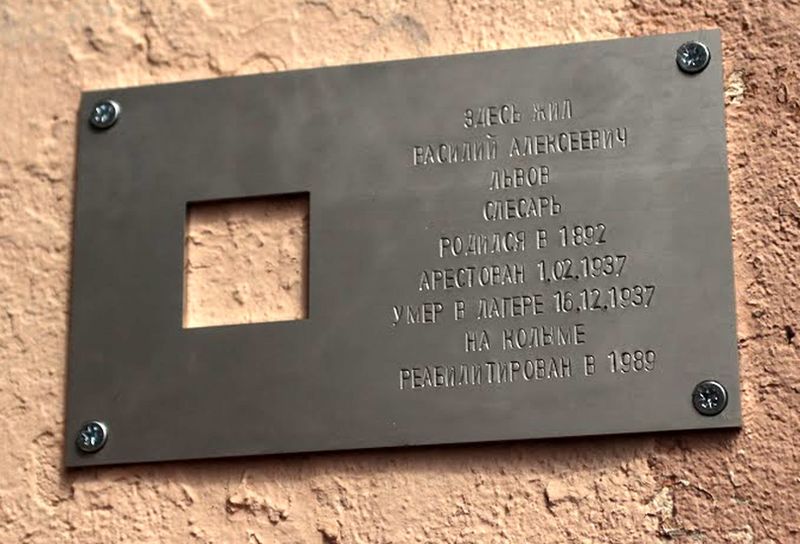 ЗДЕСЬ ЖИЛ
ВАСИЛИЙ АЛЕКСЕЕВИЧ
ЛЬВОВ
СЛЕСАРЬ
РОДИЛСЯ В 1892
АРЕСТОВАН 1.02.1937
УМЕР В ЛАГЕРЕ 16.12.1937
НА КОЛЫМЕ
РЕАБИЛИТИРОВАН В 1989